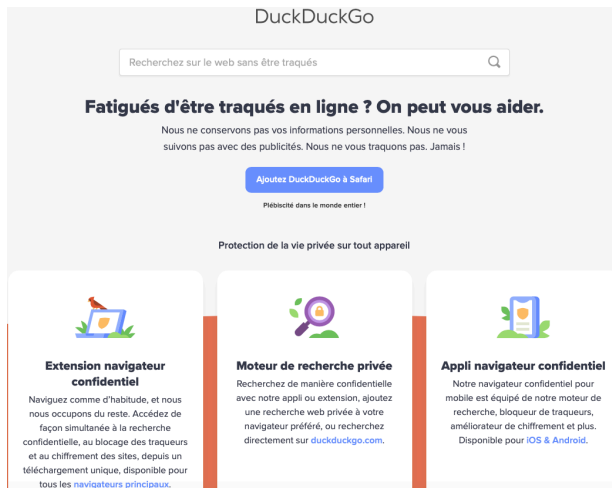 DuckDuckGo
Recherchez sur le web sans être traqués
Fatigués d'être traqués en ligne ? On peut vous aider.
Nous ne conservons pas vos informations personnelles. Nous ne vous
suivons pas avec des publicités. Nous ne vous traquons pas. Jamais !
Ajoutez DuckDuckGo à Safari
Plébiscité dans le monde entier !
Protection de la vie privée sur tout appareil
Extension navigateur
confidentiel
Naviguez comme d'habitude, et nous
nous occupons du reste. Accédez de
façon simultanée à la recherche
confidentielle, au blocage des traqueurs
et au chiffrement des sites, depuis un
téléchargement unique, disponible pour
tous les navigateurs principaux.
Moteur de recherche privée
Recherchez de manière confidentielle
avec notre appli ou extension, ajoutez
une recherche web privée à votre
navigateur préféré, ou recherchez
directement sur duckduckgo.com.
Appli navigateur confidentiel
Notre navigateur confidentiel pour
mobile est équipé de notre moteur de
recherche, bloqueur de traqueurs,
améliorateur de chiffrement et plus.
Disponible pour iOS & Android.